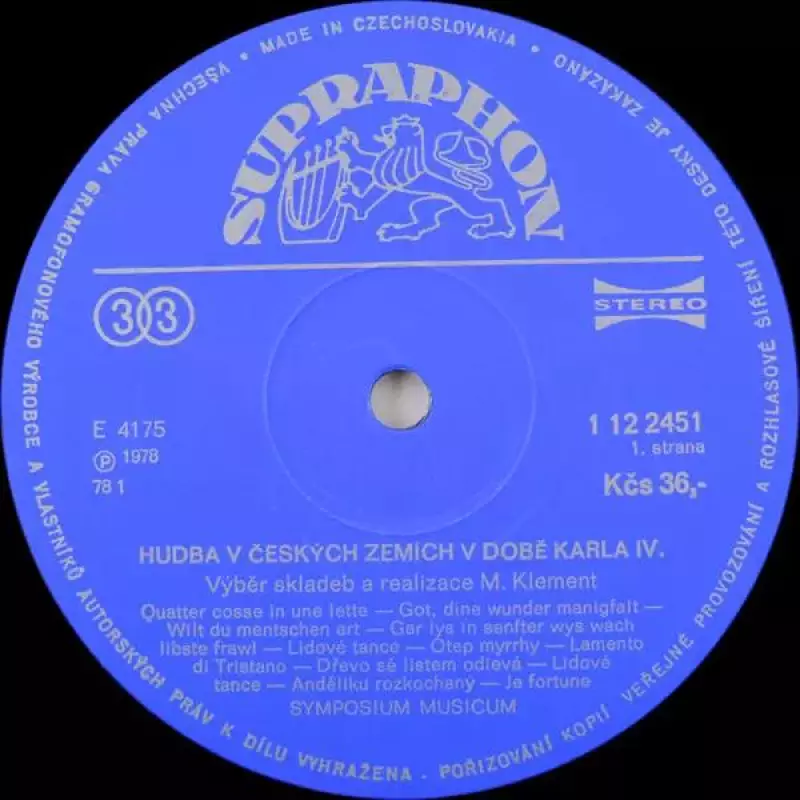 VŠECHNA PRÁVA GRAMOFONOVÉHO VÝROBCE A VLASTNÍKŮ AUTORSKÝCH PRÁV K DÍLU VYHRAŽENA · POŘIZOVÁNÍ KOPIÍ VEŘEJNÉ PROVOZOVÁNÍ A ROZHLASOVÉ ŠÍŘENÍ TÉTO DESKY JE ZAKÁZÁNO • MADE IN CZECHOSLOVAKIA •
SUPRAPHON
33
STEREO
E 4175
℗ 1978
78 1
1 12 2451
1. strana
Kčs 36,-
HUDBA V ČESKÝCH ZEMÍCH V DOBĚ KARLA IV.
Výběr skladeb a realizace M. Klement
Quatter cosse in une lette — Got, dine wunder manigfalt —
Wilt du mentschen art — Gar lys in senfter wys wach
libste frawl — Lidové tance — Otep myrrhy — Lamento
di Tristano — Dřevo sě listem odievá — Lidové
tance — Andělíku rozkochaný — Je fortune
SYMPOSIUM MUSICUM